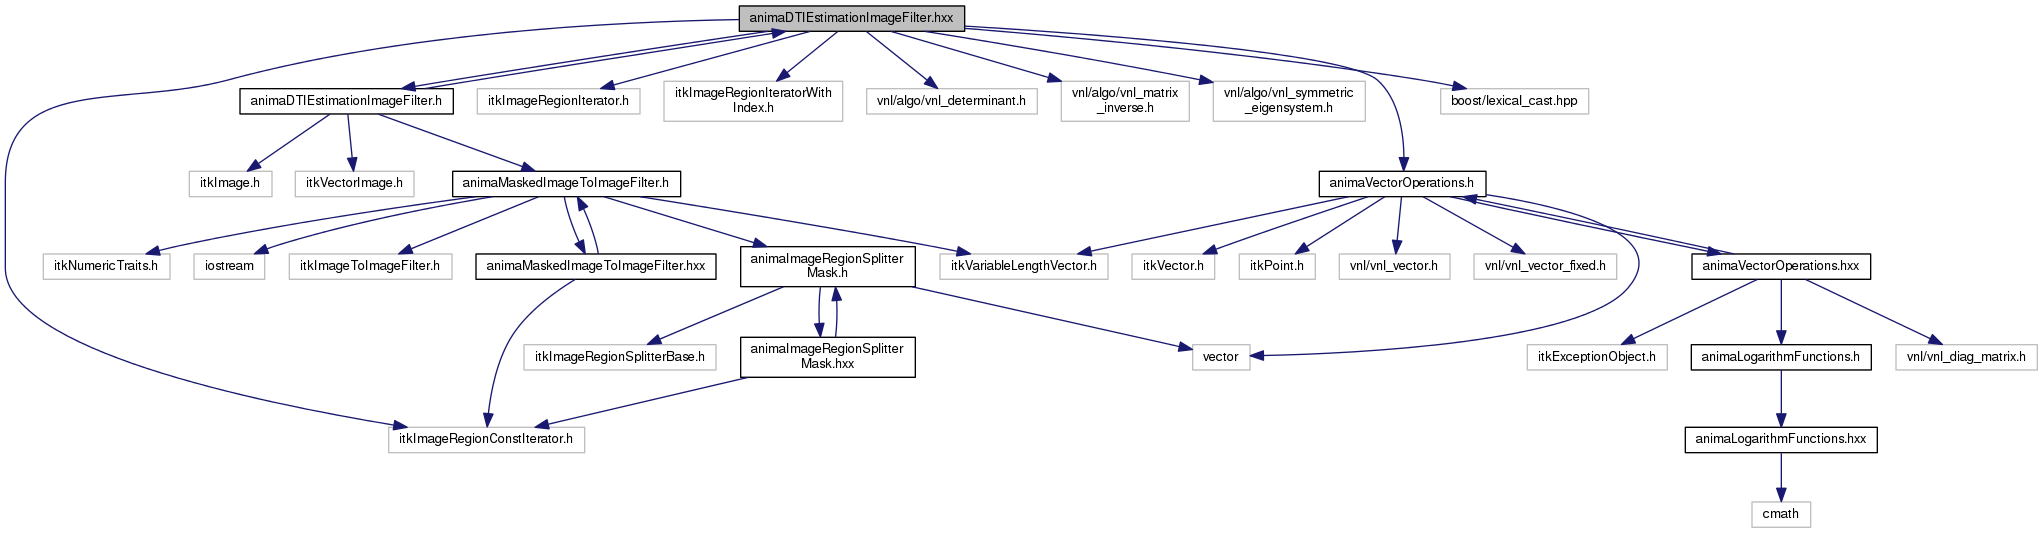 animaDTIEstimationImageFilter.hxx
animaDTIEstimationImageFilter.h
itkImageRegionIterator.h
itkImageRegionIteratorWith
Index.h
vnl/algo/vnl_determinant.h
vnl/algo/vnl_matrix
_inverse.h
vnl/algo/vnl_symmetric
_eigensystem.h
boost/lexical_cast.hpp
itkImage.h
itkVectorImage.h
animaMaskedImageToImageFilter.h
animaVectorOperations.h
itkNumericTraits.h
iostream
itkImageToImageFilter.h
animaMaskedImageToImageFilter.hxx
animaImageRegionSplitter
Mask.h
itkVariableLengthVector.h
itkVector.h
itkPoint.h
vnl/vnl_vector.h
vnl/vnl_vector_fixed.h
animaVectorOperations.hxx
itkImageRegionSplitterBase.h
animaImageRegionSplitter
Mask.hxx
vector
itkExceptionObject.h
animaLogarithmFunctions.h
vnl/vnl_diag_matrix.h
itkImageRegionConstIterator.h
animaLogarithmFunctions.hxx
cmath